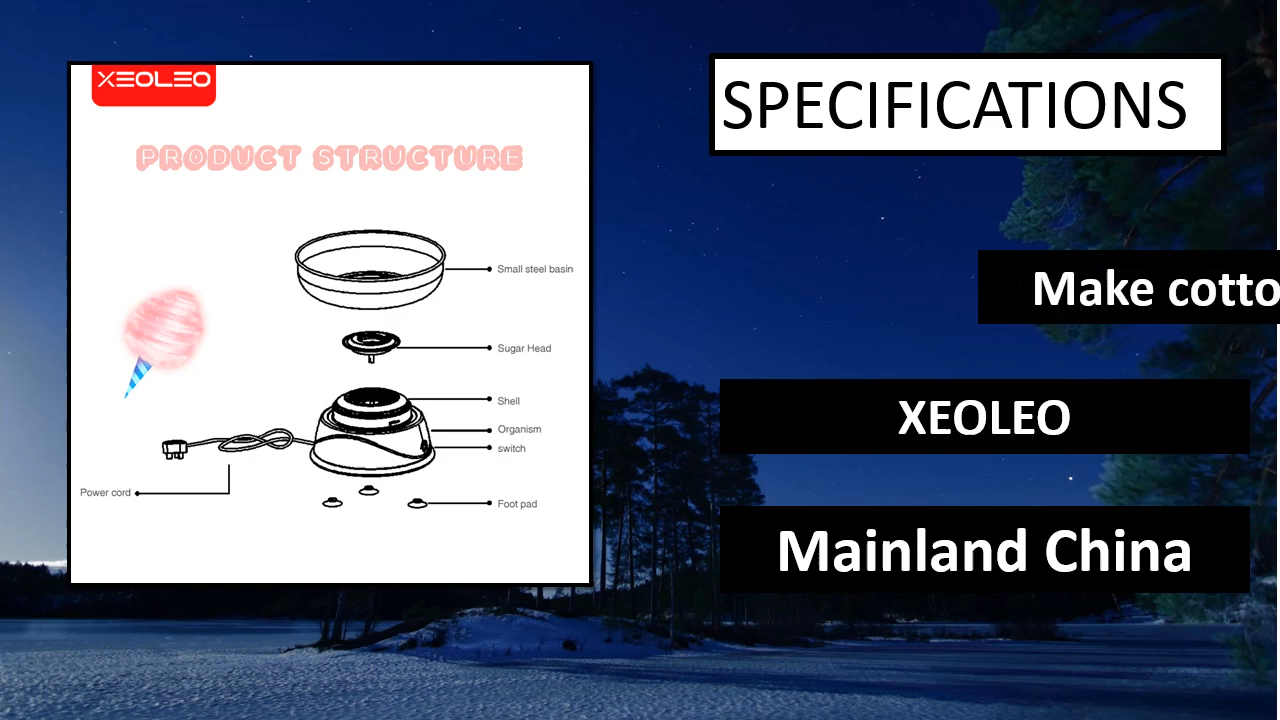 XEOLEO
PRODUCT STRUCTURE
Small steel basin
Sugar Head
Shell
Organism
switch
Power cord
Foot pad
SPECIFICATIONS
Make cotto
XEOLEO
Mainland China